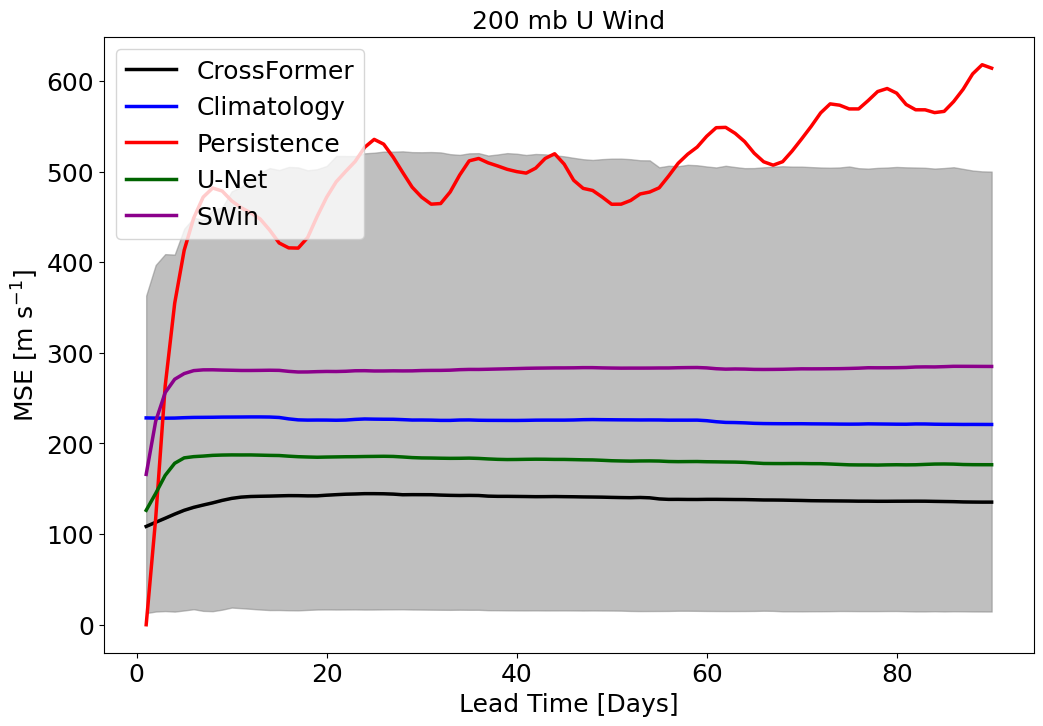 200 mb U Wind
CrossFormer
Climatology
Persistence
U-Net
SWin
600
500
400
300
200
100
0
MSE [m s⁻¹]
0 20 40 60 80
Lead Time [Days]